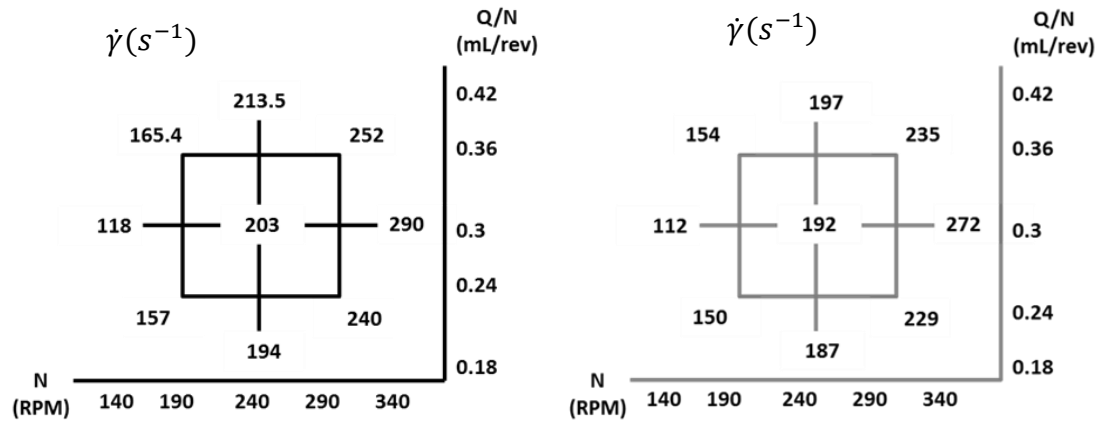 γ̇(s⁻¹)
Q/N
(mL/rev)
213.5
0.42
165.4
252
0.36
118
203
290
0.3
0.24
157
240
194
0.18
N
(RPM)
140 190 240 290 340
γ̇(s⁻¹)
Q/N
(mL/rev)
197
0.42
154
235
0.36
112
192
272
0.3
0.24
150
229
187
0.18
N
(RPM)
140 190 240 290 340